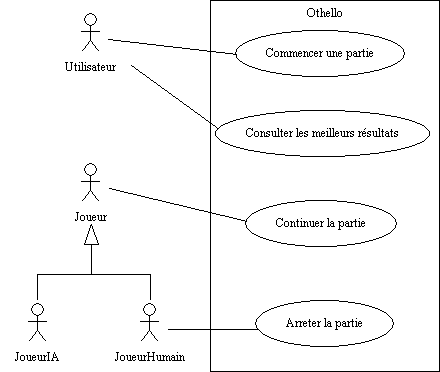 Othello
Commencer une partie
Utilisateur
Consulter les meilleurs résultats
Joueur
Continuer la partie
Arreter la partie
JoueurIA
JoueurHumain